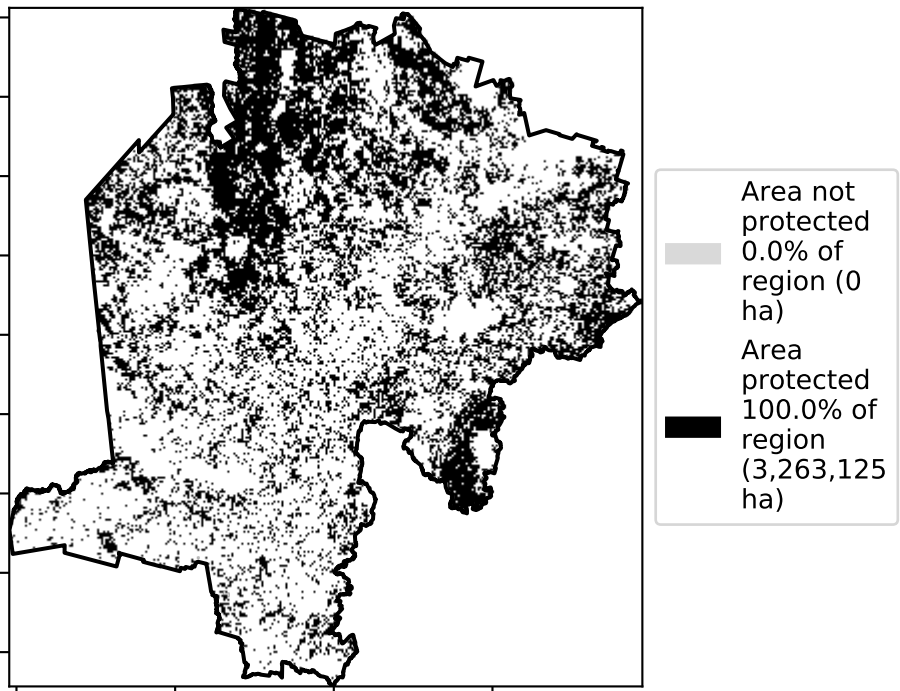 Area not
protected
0.0% of
region (0
ha)
Area
protected
100.0% of
region
(3,263,125
ha)